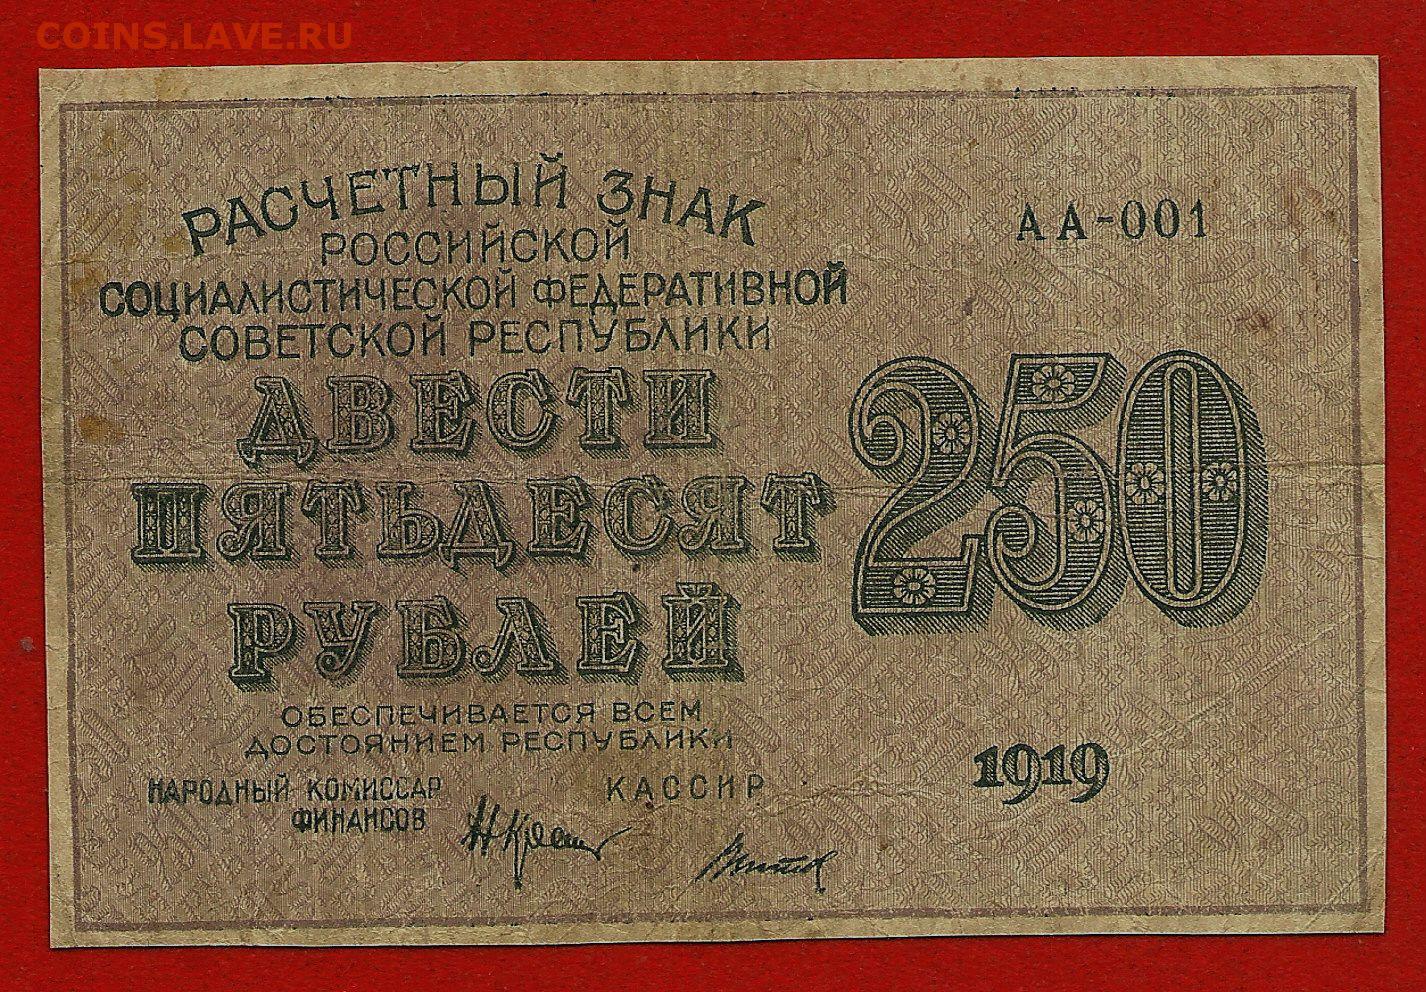 COINS.LAVE.RU
РАСЧЕТНЫЙ ЗНАК
РОССИЙСКОЙ
СОЦИАЛИСТИЧЕСКОЙ ФЕДЕРАТИВНОЙ
СОВЕТСКОЙ РЕСПУБЛИКИ
ДВЕСТИ
ПЯТЬДЕСЯТ
РУБЛЕЙ
ОБЕСПЕЧИВАЕТСЯ ВСЕМ
ДОСТОЯНИЕМ РЕСПУБЛИКИ
НАРОДНЫЙ КОМИССАР
ФИНАНСОВ
КАССИР
АА-001
250
1919